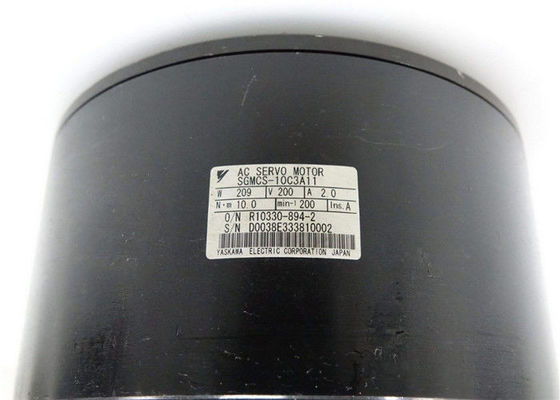 AC SERVO MOTOR
SGMCS-10C3A11
W 209 V 200 A 2.0
N·m 10.0 min-1 200 Ins. A
O/N R10330-894-2
S/N D0038E333810002
YASKAWA ELECTRIC CORPORATION JAPAN